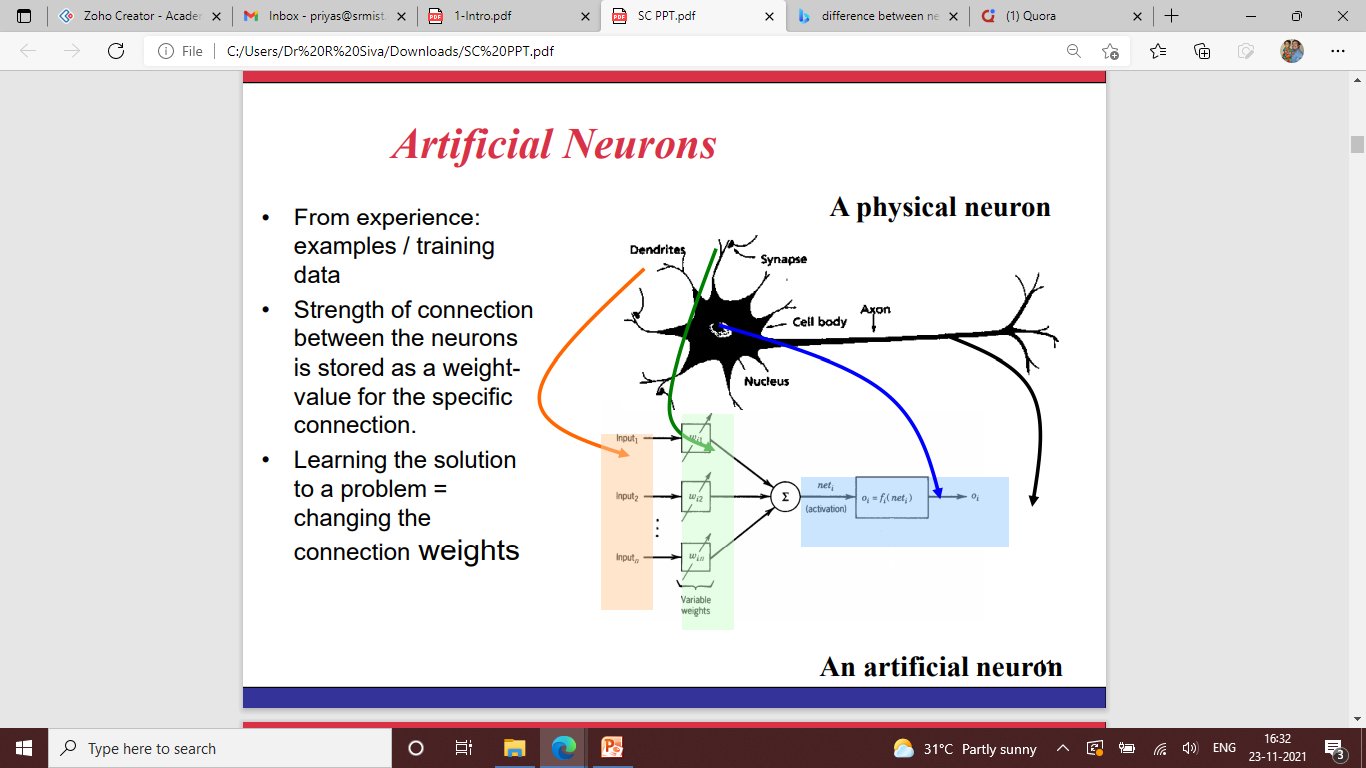 Zoho Creator - Acader
Inbox - priyas@srmist.
1-Intro.pdf
SC PPT.pdf
difference between ne
(1) Quora
File
C:/Users/Dr%20R%20Siva/Downloads/SC%20PPT.pdf
Artificial Neurons
A physical neuron
• From experience:
examples / training
data
• Strength of connection
between the neurons
is stored as a weight-
value for the specific
connection.
• Learning the solution
to a problem =
changing the
connection weights
Dendrites
Synapse
Axon
Cell body
Nucleus
Input1
wi1
Input2
wi2
Inputn
win
Σ
neti
(activation)
oi = fi(neti)
oi
Variable
weights
An artificial neuron
Type here to search
31°C Partly sunny
ENG
16:32
23-11-2021
3